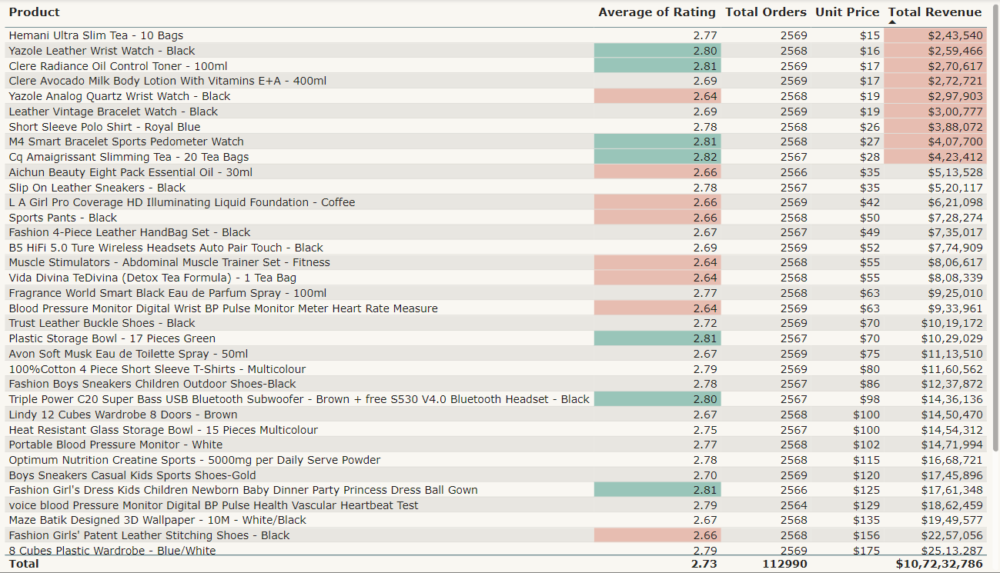 Product Average of Rating Total Orders Unit Price Total Revenue
Hemani Ultra Slim Tea - 10 Bags 2.77 2569 $15 $2,43,540
Yazole Leather Wrist Watch - Black 2.80 2568 $16 $2,59,466
Clere Radiance Oil Control Toner - 100ml 2.81 2569 $17 $2,70,617
Clere Avocado Milk Body Lotion With Vitamins E+A - 400ml 2.69 2569 $17 $2,72,721
Yazole Analog Quartz Wrist Watch - Black 2.64 2568 $19 $2,97,903
Leather Vintage Bracelet Watch - Black 2.69 2569 $19 $3,00,777
Short Sleeve Polo Shirt - Royal Blue 2.78 2568 $26 $3,88,072
M4 Smart Bracelet Sports Pedometer Watch 2.81 2568 $27 $4,07,700
Cq Amaigrissant Slimming Tea - 20 Tea Bags 2.82 2567 $28 $4,23,412
Aichun Beauty Eight Pack Essential Oil - 30ml 2.66 2566 $35 $5,13,528
Slip On Leather Sneakers - Black 2.78 2567 $35 $5,20,117
L A Girl Pro Coverage HD Illuminating Liquid Foundation - Coffee 2.66 2569 $42 $6,21,098
Sports Pants - Black 2.66 2568 $50 $7,28,274
Fashion 4-Piece Leather HandBag Set - Black 2.67 2567 $49 $7,35,017
B5 HiFi 5.0 Ture Wireless Headsets Auto Pair Touch - Black 2.69 2569 $52 $7,74,909
Muscle Stimulators - Abdominal Muscle Trainer Set - Fitness 2.64 2568 $55 $8,06,617
Vida Divina TeDivina (Detox Tea Formula) - 1 Tea Bag 2.64 2568 $55 $8,08,339
Fragrance World Smart Black Eau de Parfum Spray - 100ml 2.77 2568 $63 $9,25,010
Blood Pressure Monitor Digital Wrist BP Pulse Monitor Meter Heart Rate Measure 2.64 2569 $63 $9,33,961
Trust Leather Buckle Shoes - Black 2.72 2569 $70 $10,19,172
Plastic Storage Bowl - 17 Pieces Green 2.81 2567 $70 $10,29,029
Avon Soft Musk Eau de Toilette Spray - 50ml 2.67 2569 $75 $11,13,510
100%Cotton 4 Piece Short Sleeve T-Shirts - Multicolour 2.79 2569 $80 $11,60,562
Fashion Boys Sneakers Children Outdoor Shoes-Black 2.78 2567 $86 $12,37,872
Triple Power C20 Super Bass USB Bluetooth Subwoofer - Brown + free S530 V4.0 Bluetooth Headset - Black 2.80 2567 $98 $14,36,136
Lindy 12 Cubes Wardrobe 8 Doors - Brown 2.67 2568 $100 $14,50,470
Heat Resistant Glass Storage Bowl - 15 Pieces Multicolour 2.75 2567 $100 $14,54,312
Portable Blood Pressure Monitor - White 2.77 2568 $102 $14,71,994
Optimum Nutrition Creatine Sports - 5000mg per Daily Serve Powder 2.78 2568 $115 $16,68,721
Boys Sneakers Casual Kids Sports Shoes-Gold 2.70 2569 $120 $17,45,896
Fashion Girl's Dress Kids Children Newborn Baby Dinner Party Princess Dress Ball Gown 2.81 2566 $125 $17,61,348
voice blood Pressure Monitor Digital BP Pulse Health Vascular Heartbeat Test 2.79 2564 $129 $18,62,459
Maze Batik Designed 3D Wallpaper - 10M - White/Black 2.67 2568 $135 $19,49,577
Fashion Girls' Patent Leather Stitching Shoes - Black 2.66 2568 $156 $22,57,056
8 Cubes Plastic Wardrobe - Blue/White 2.79 2569 $175 $25,13,287
Total 2.73 112990 $10,72,32,786